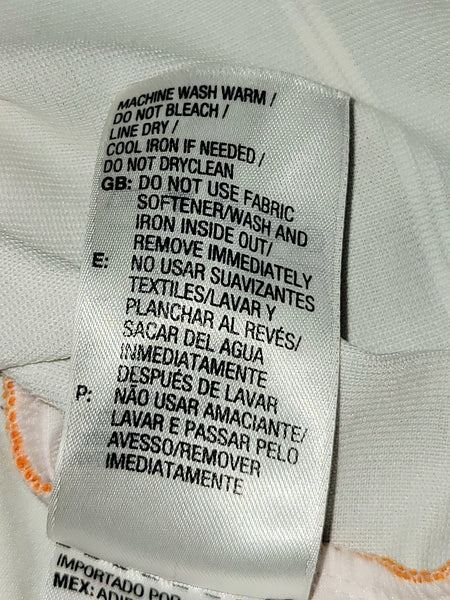 MACHINE WASH WARM /
DO NOT BLEACH /
LINE DRY /
COOL IRON IF NEEDED /
DO NOT DRYCLEAN
GB: DO NOT USE FABRIC
SOFTENER/WASH AND
IRON INSIDE OUT/
REMOVE IMMEDIATELY
E: NO USAR SUAVIZANTES
TEXTILES/LAVAR Y
PLANCHAR AL REVÉS/
SACAR DEL AGUA
INMEDIATAMENTE
DESPUÉS DE LAVAR
P: NÃO USAR AMACIANTE/
LAVAR E PASSAR PELO
AVESSO/REMOVER
IMEDIATAMENTE
IMPORTADO POR
MEX: